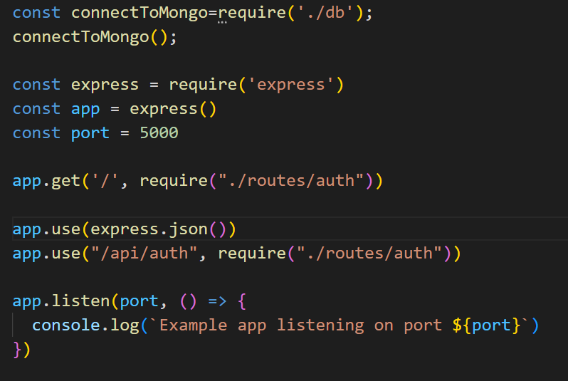 const connectToMongo=require('./db');
connectToMongo();
const express = require('express')
const app = express()
const port = 5000
app.get('/', require("./routes/auth"))
app.use(express.json())
app.use("/api/auth", require("./routes/auth"))
app.listen(port, () => {
console.log(`Example app listening on port ${port}`)
})